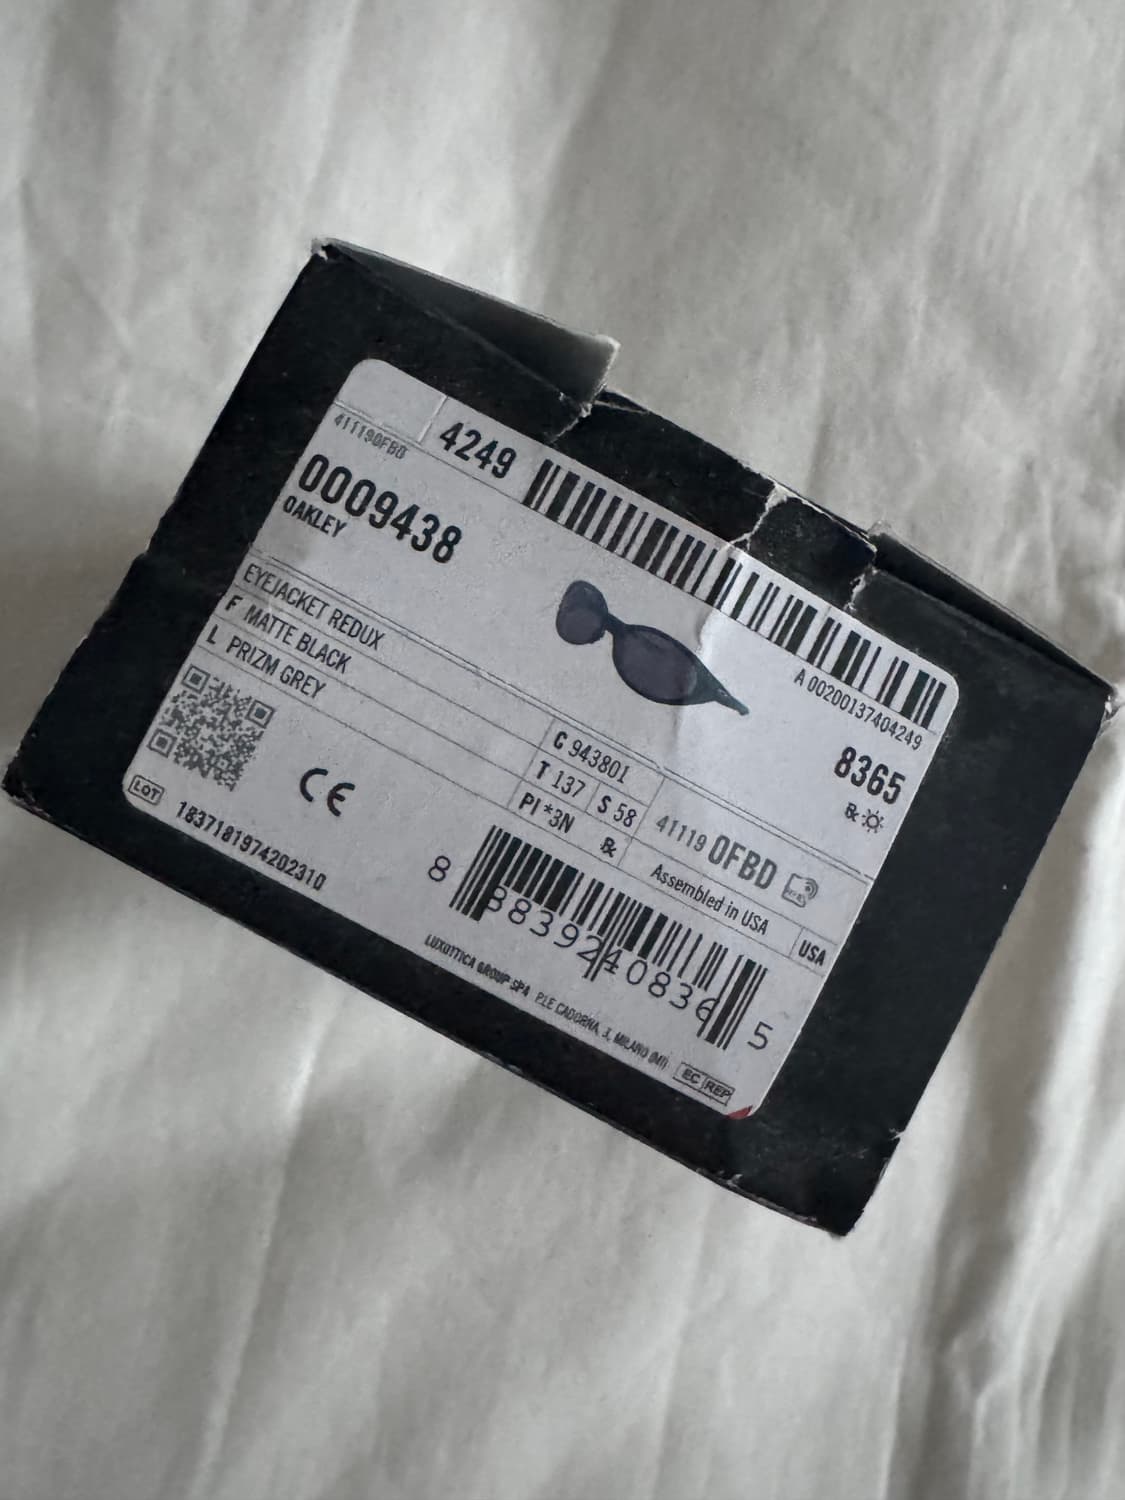 411190FBD
4249
0009438
OAKLEY
A 00200137404249
8365
EYEJACKET REDUX
F MATTE BLACK
L PRIZM GREY
C 943801
T 137 S 58
PI *3N
41119 0FBD
Assembled in USA
USA
CE
LOT
1837181974202310
8 88392408365
LUXOTTICA GROUP SPA P.LE CADORNA, 3, MILANO (MI)
EC REP